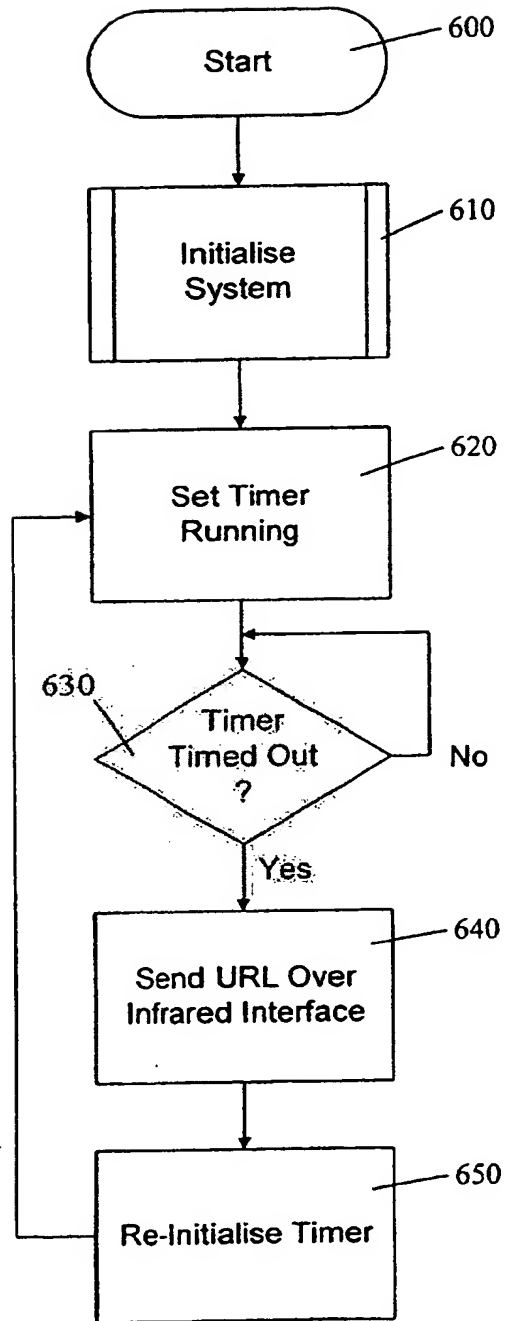 Start
600
Initialise
System
610
Set Timer
Running
620
630
Timer
Timed Out
?
No
Yes
Send URL Over
Infrared Interface
640
Re-Initialise Timer
650